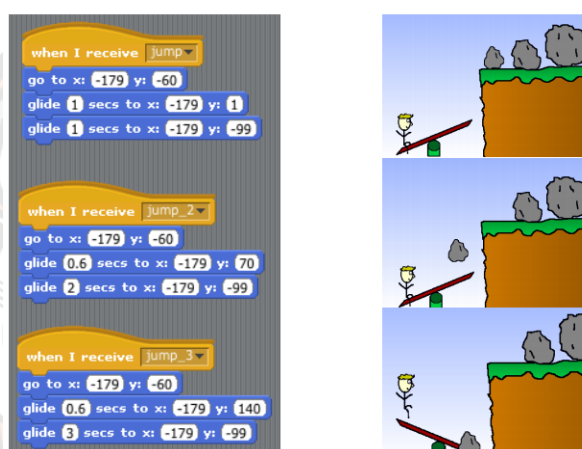 when I receive jump
go to x: -179 y: -60
glide 1 secs to x: -179 y: 1
glide 1 secs to x: -179 y: -99
when I receive jump_2
go to x: -179 y: -60
glide 0.6 secs to x: -179 y: 70
glide 2 secs to x: -179 y: -99
when I receive jump_3
go to x: -179 y: -60
glide 0.6 secs to x: -179 y: 140
glide 3 secs to x: -179 y: -99